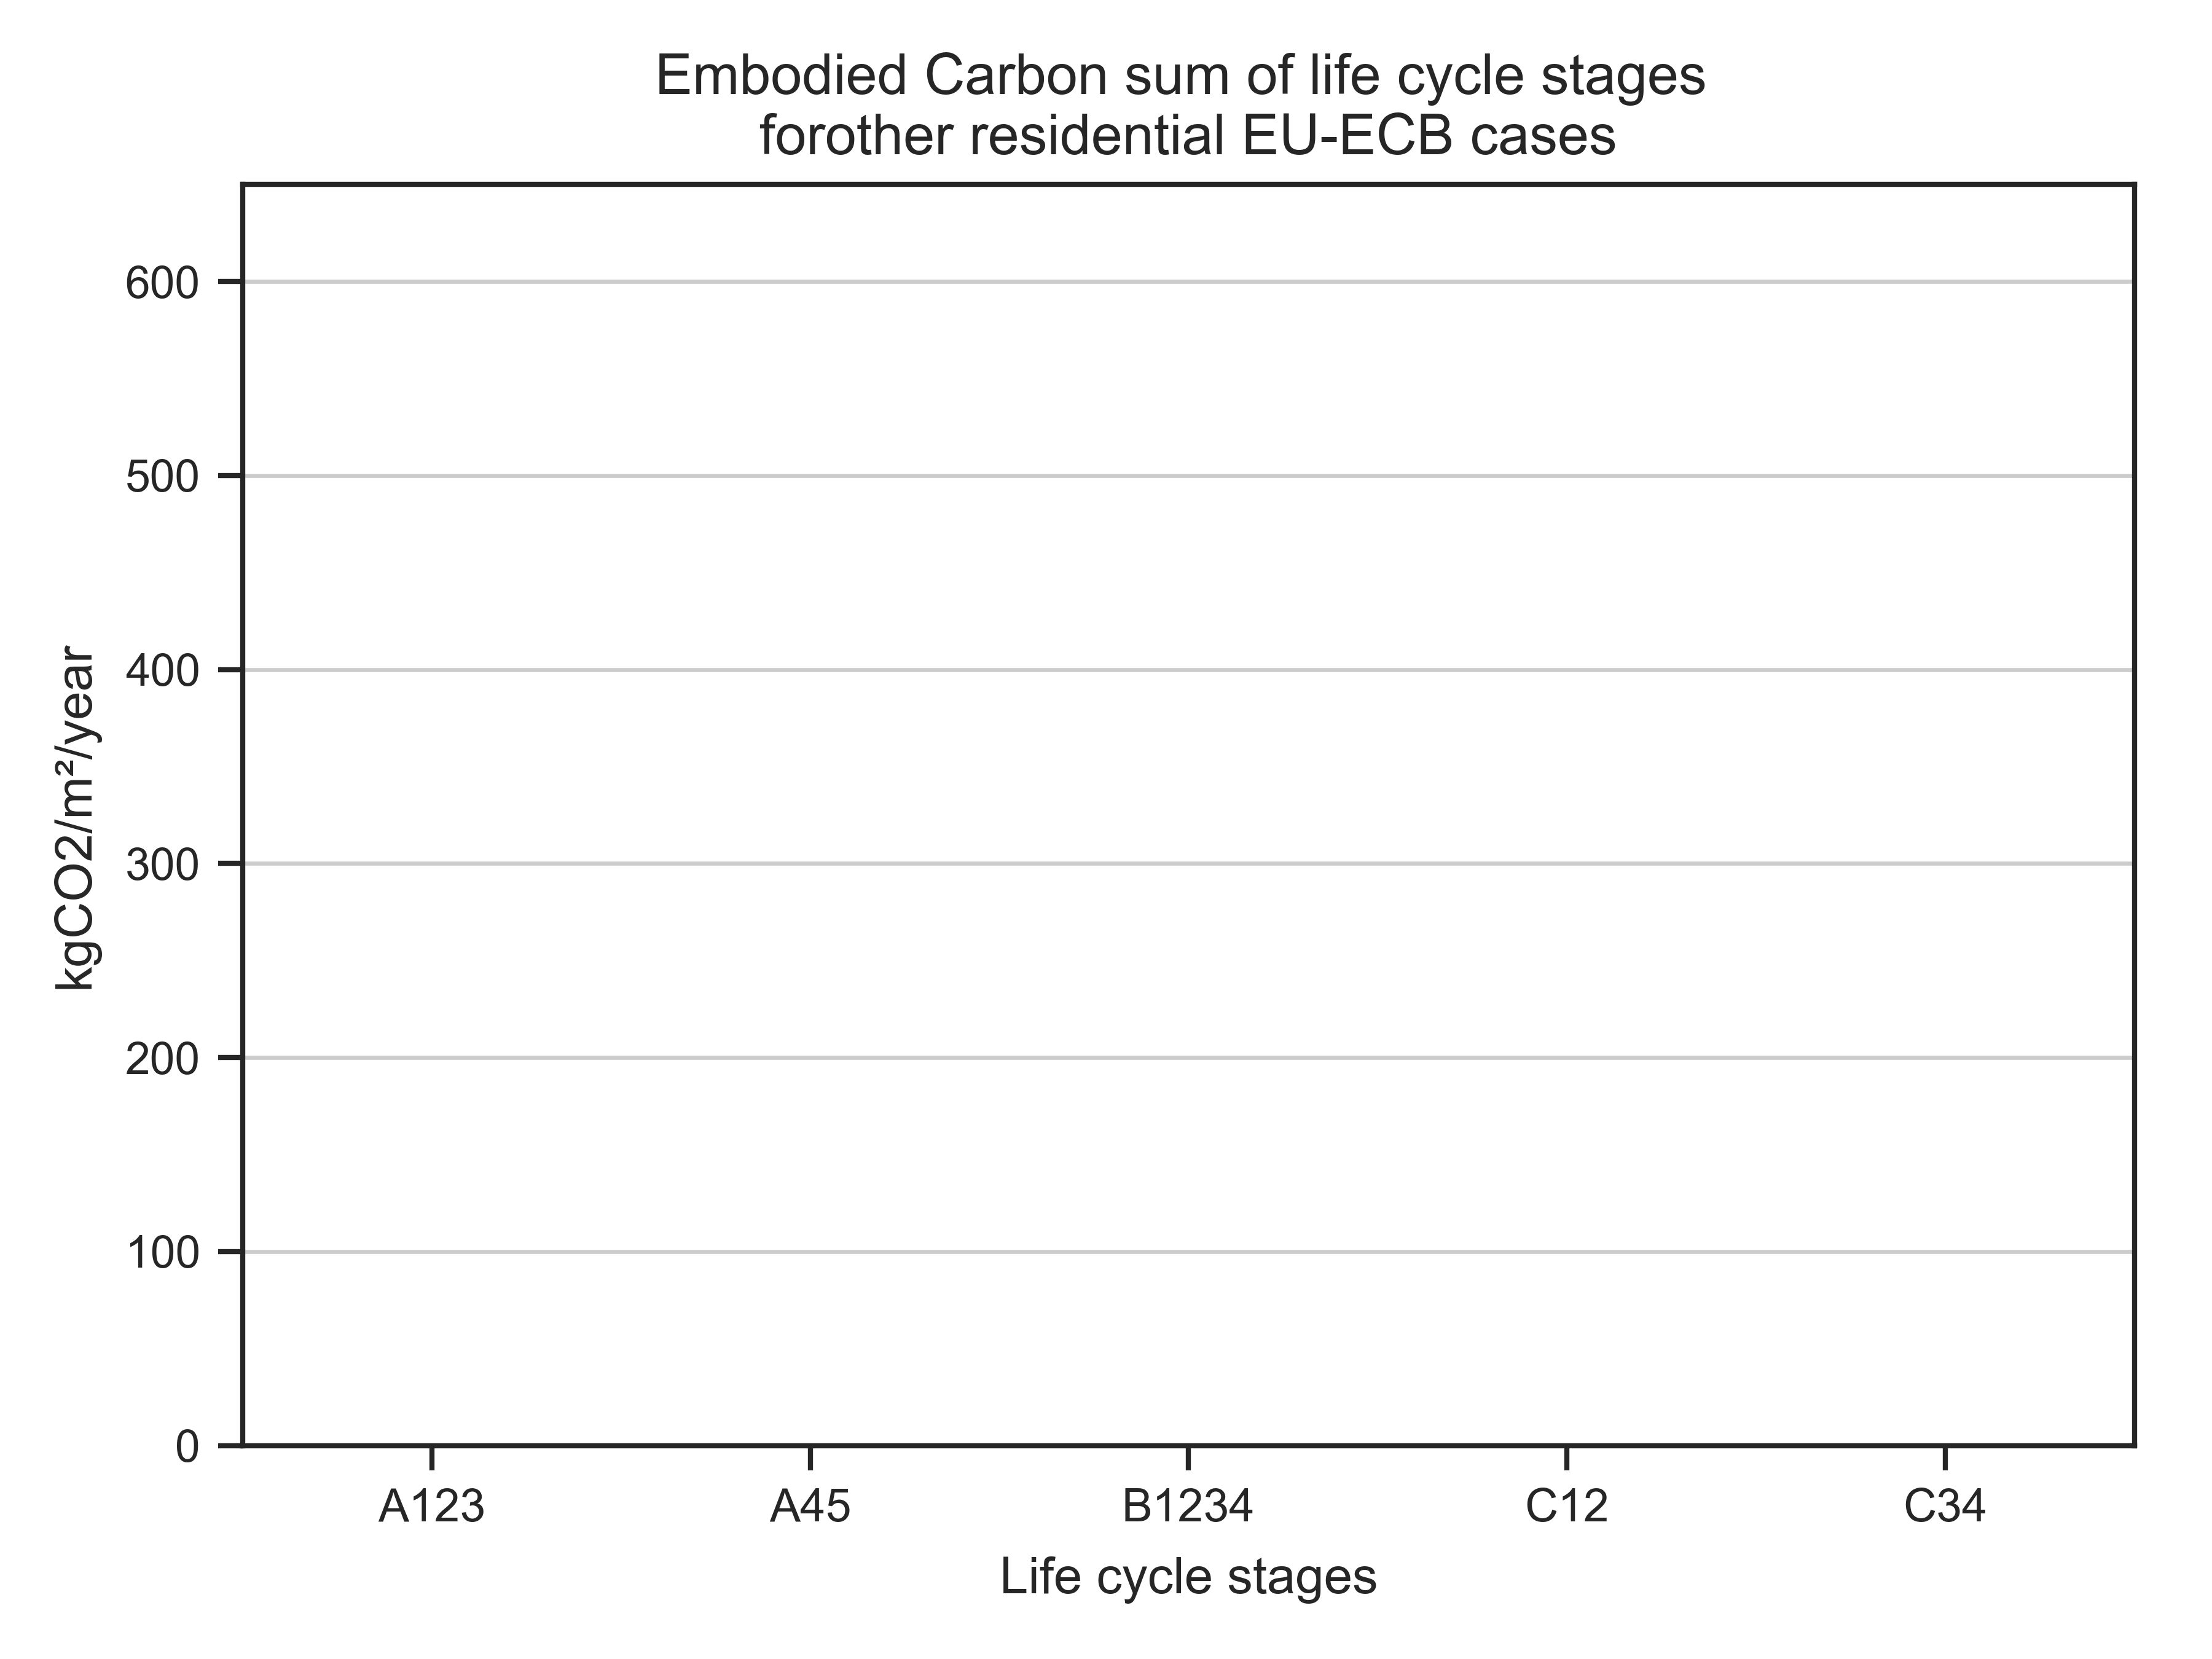 Embodied Carbon sum of life cycle stages
forother residential EU-ECB cases
kgCO2/m²/year
600
500
400
300
200
100
0
A123 A45 B1234 C12 C34
Life cycle stages